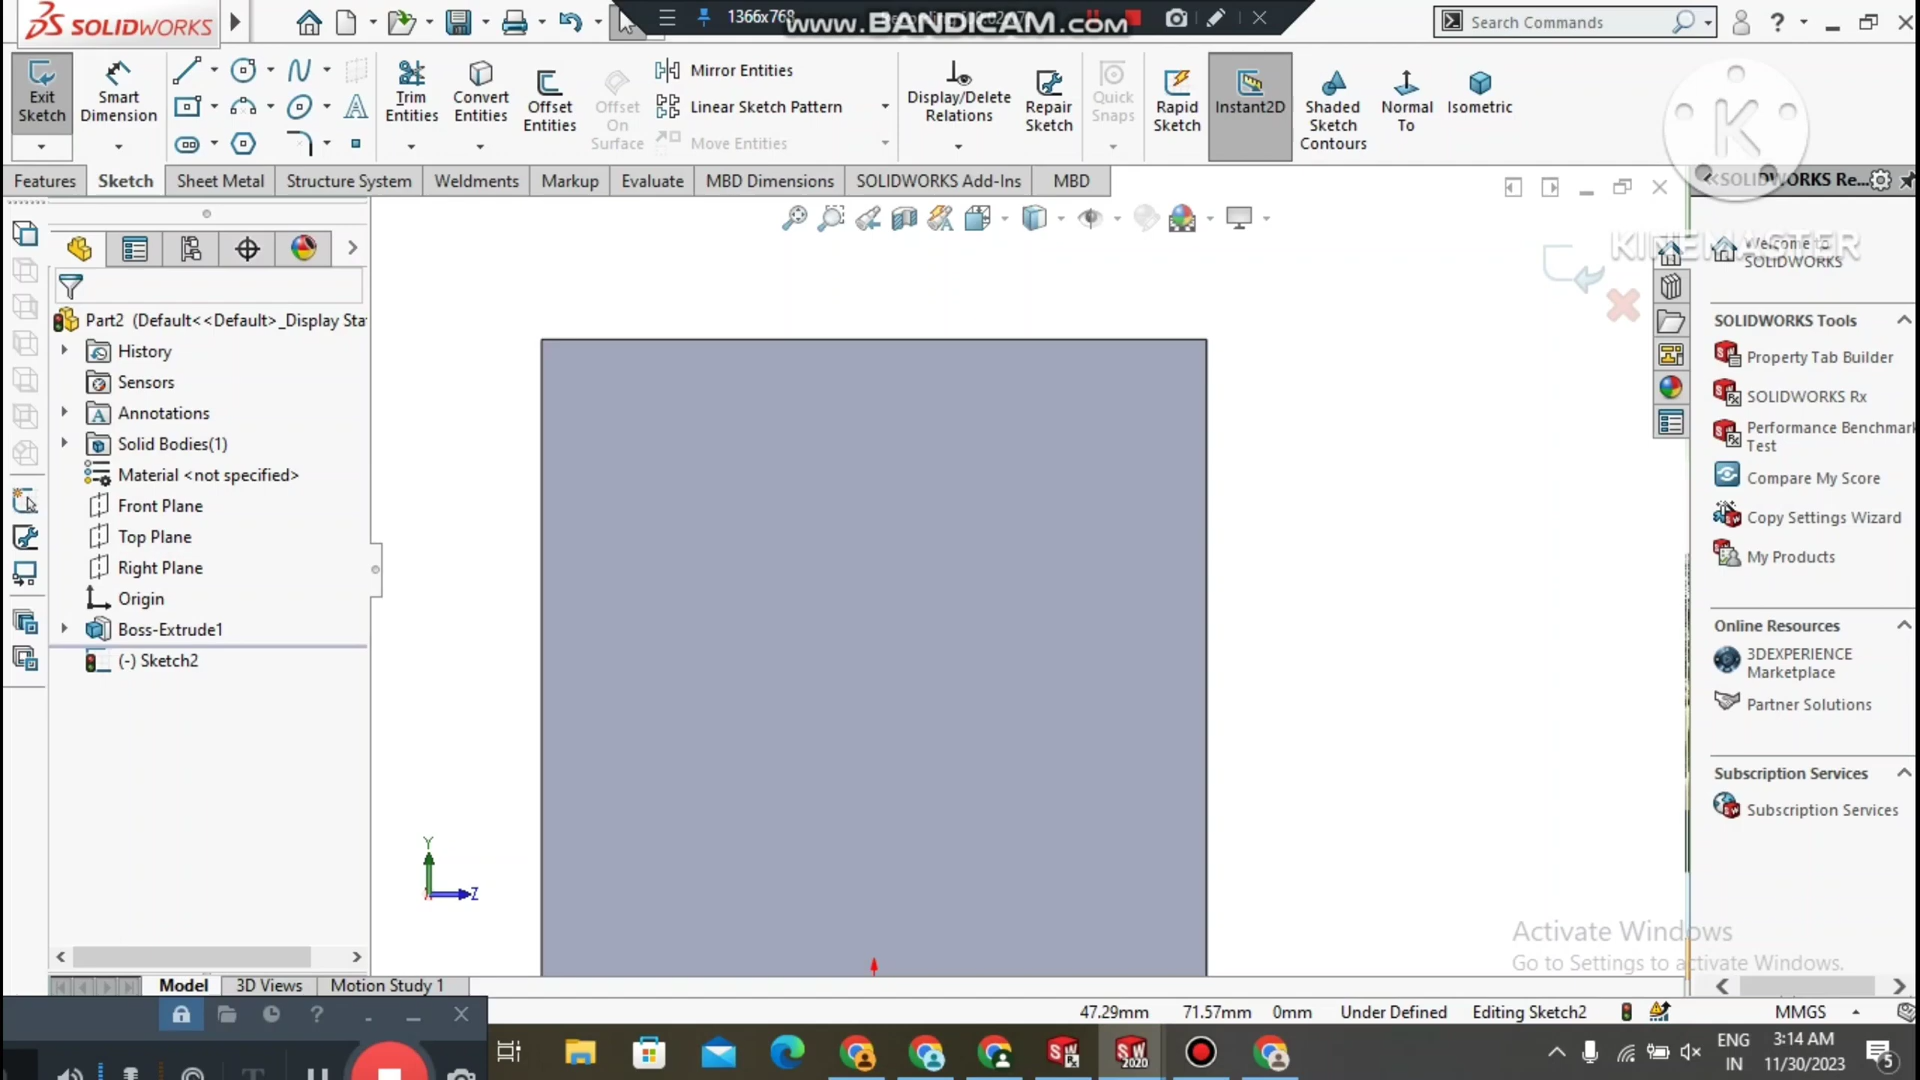 SOLIDWORKS
1366x768
www.BANDICAM.com
Search Commands
Exit Sketch
Smart Dimension
Trim Entities
Convert Entities
Offset Entities
Offset On Surface
Mirror Entities
Linear Sketch Pattern
Move Entities
Display/Delete Relations
Repair Sketch
Quick Snaps
Rapid Sketch
Instant2D
Shaded Sketch Contours
Normal To
Isometric
K
Features
Sketch
Sheet Metal
Structure System
Weldments
Markup
Evaluate
MBD Dimensions
SOLIDWORKS Add-Ins
MBD
SOLIDWORKS Re...
KINEMASTER
Welcome to
SOLIDWORKS
Part2 (Default<<Default>_Display Sta
History
Sensors
Annotations
Solid Bodies(1)
Material <not specified>
Front Plane
Top Plane
Right Plane
Origin
Boss-Extrude1
(-) Sketch2
SOLIDWORKS Tools
Property Tab Builder
SOLIDWORKS Rx
Performance Benchmark
Test
Compare My Score
Copy Settings Wizard
My Products
Online Resources
3DEXPERIENCE
Marketplace
Partner Solutions
Subscription Services
Subscription Services
Y
Z
Activate Windows
Go to Settings to activate Windows.
Model
3D Views
Motion Study 1
47.29mm
71.57mm
0mm
Under Defined
Editing Sketch2
MMGS
SW
2020
ENG
IN
3:14 AM
11/30/2023
5